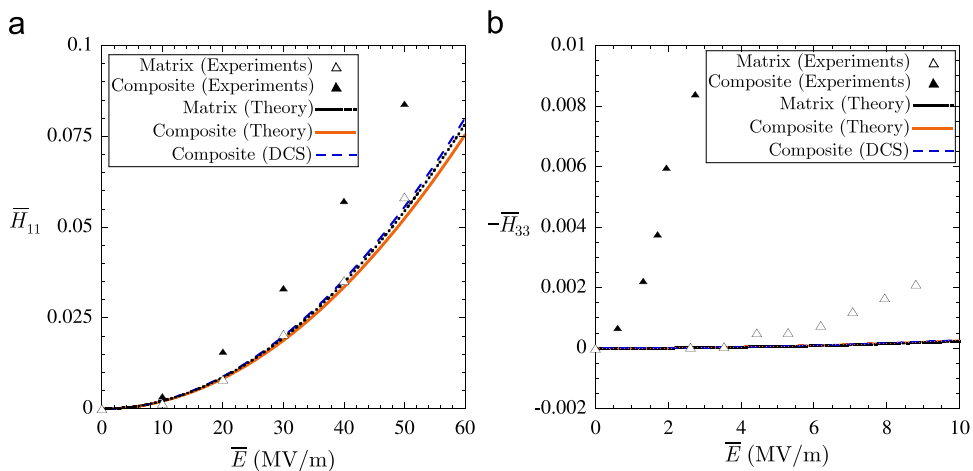 a
0.1
Matrix (Experiments)
Composite (Experiments)
Matrix (Theory)
Composite (Theory)
Composite (DCS)
0.075
H̅₁₁
0.05
0.025
0
0 10 20 30 40 50 60
E̅ (MV/m)
b
0.01
Matrix (Experiments)
Composite (Experiments)
Matrix (Theory)
Composite (Theory)
Composite (DCS)
0.008
0.006
−H̅₃₃
0.004
0.002
0
-0.002
0 2 4 6 8 10
E̅ (MV/m)